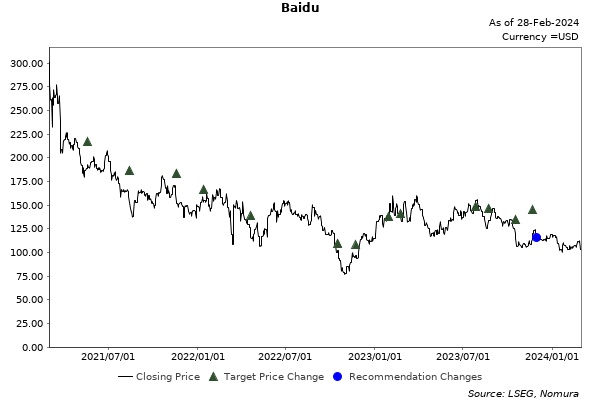 Baidu
As of 28-Feb-2024
Currency =USD
300.00
275.00
250.00
225.00
200.00
175.00
150.00
125.00
100.00
75.00
50.00
25.00
0.00
2021/07/01 2022/01/01 2022/07/01 2023/01/01 2023/07/01 2024/01/01
Closing Price Target Price Change Recommendation Changes
Source: LSEG, Nomura